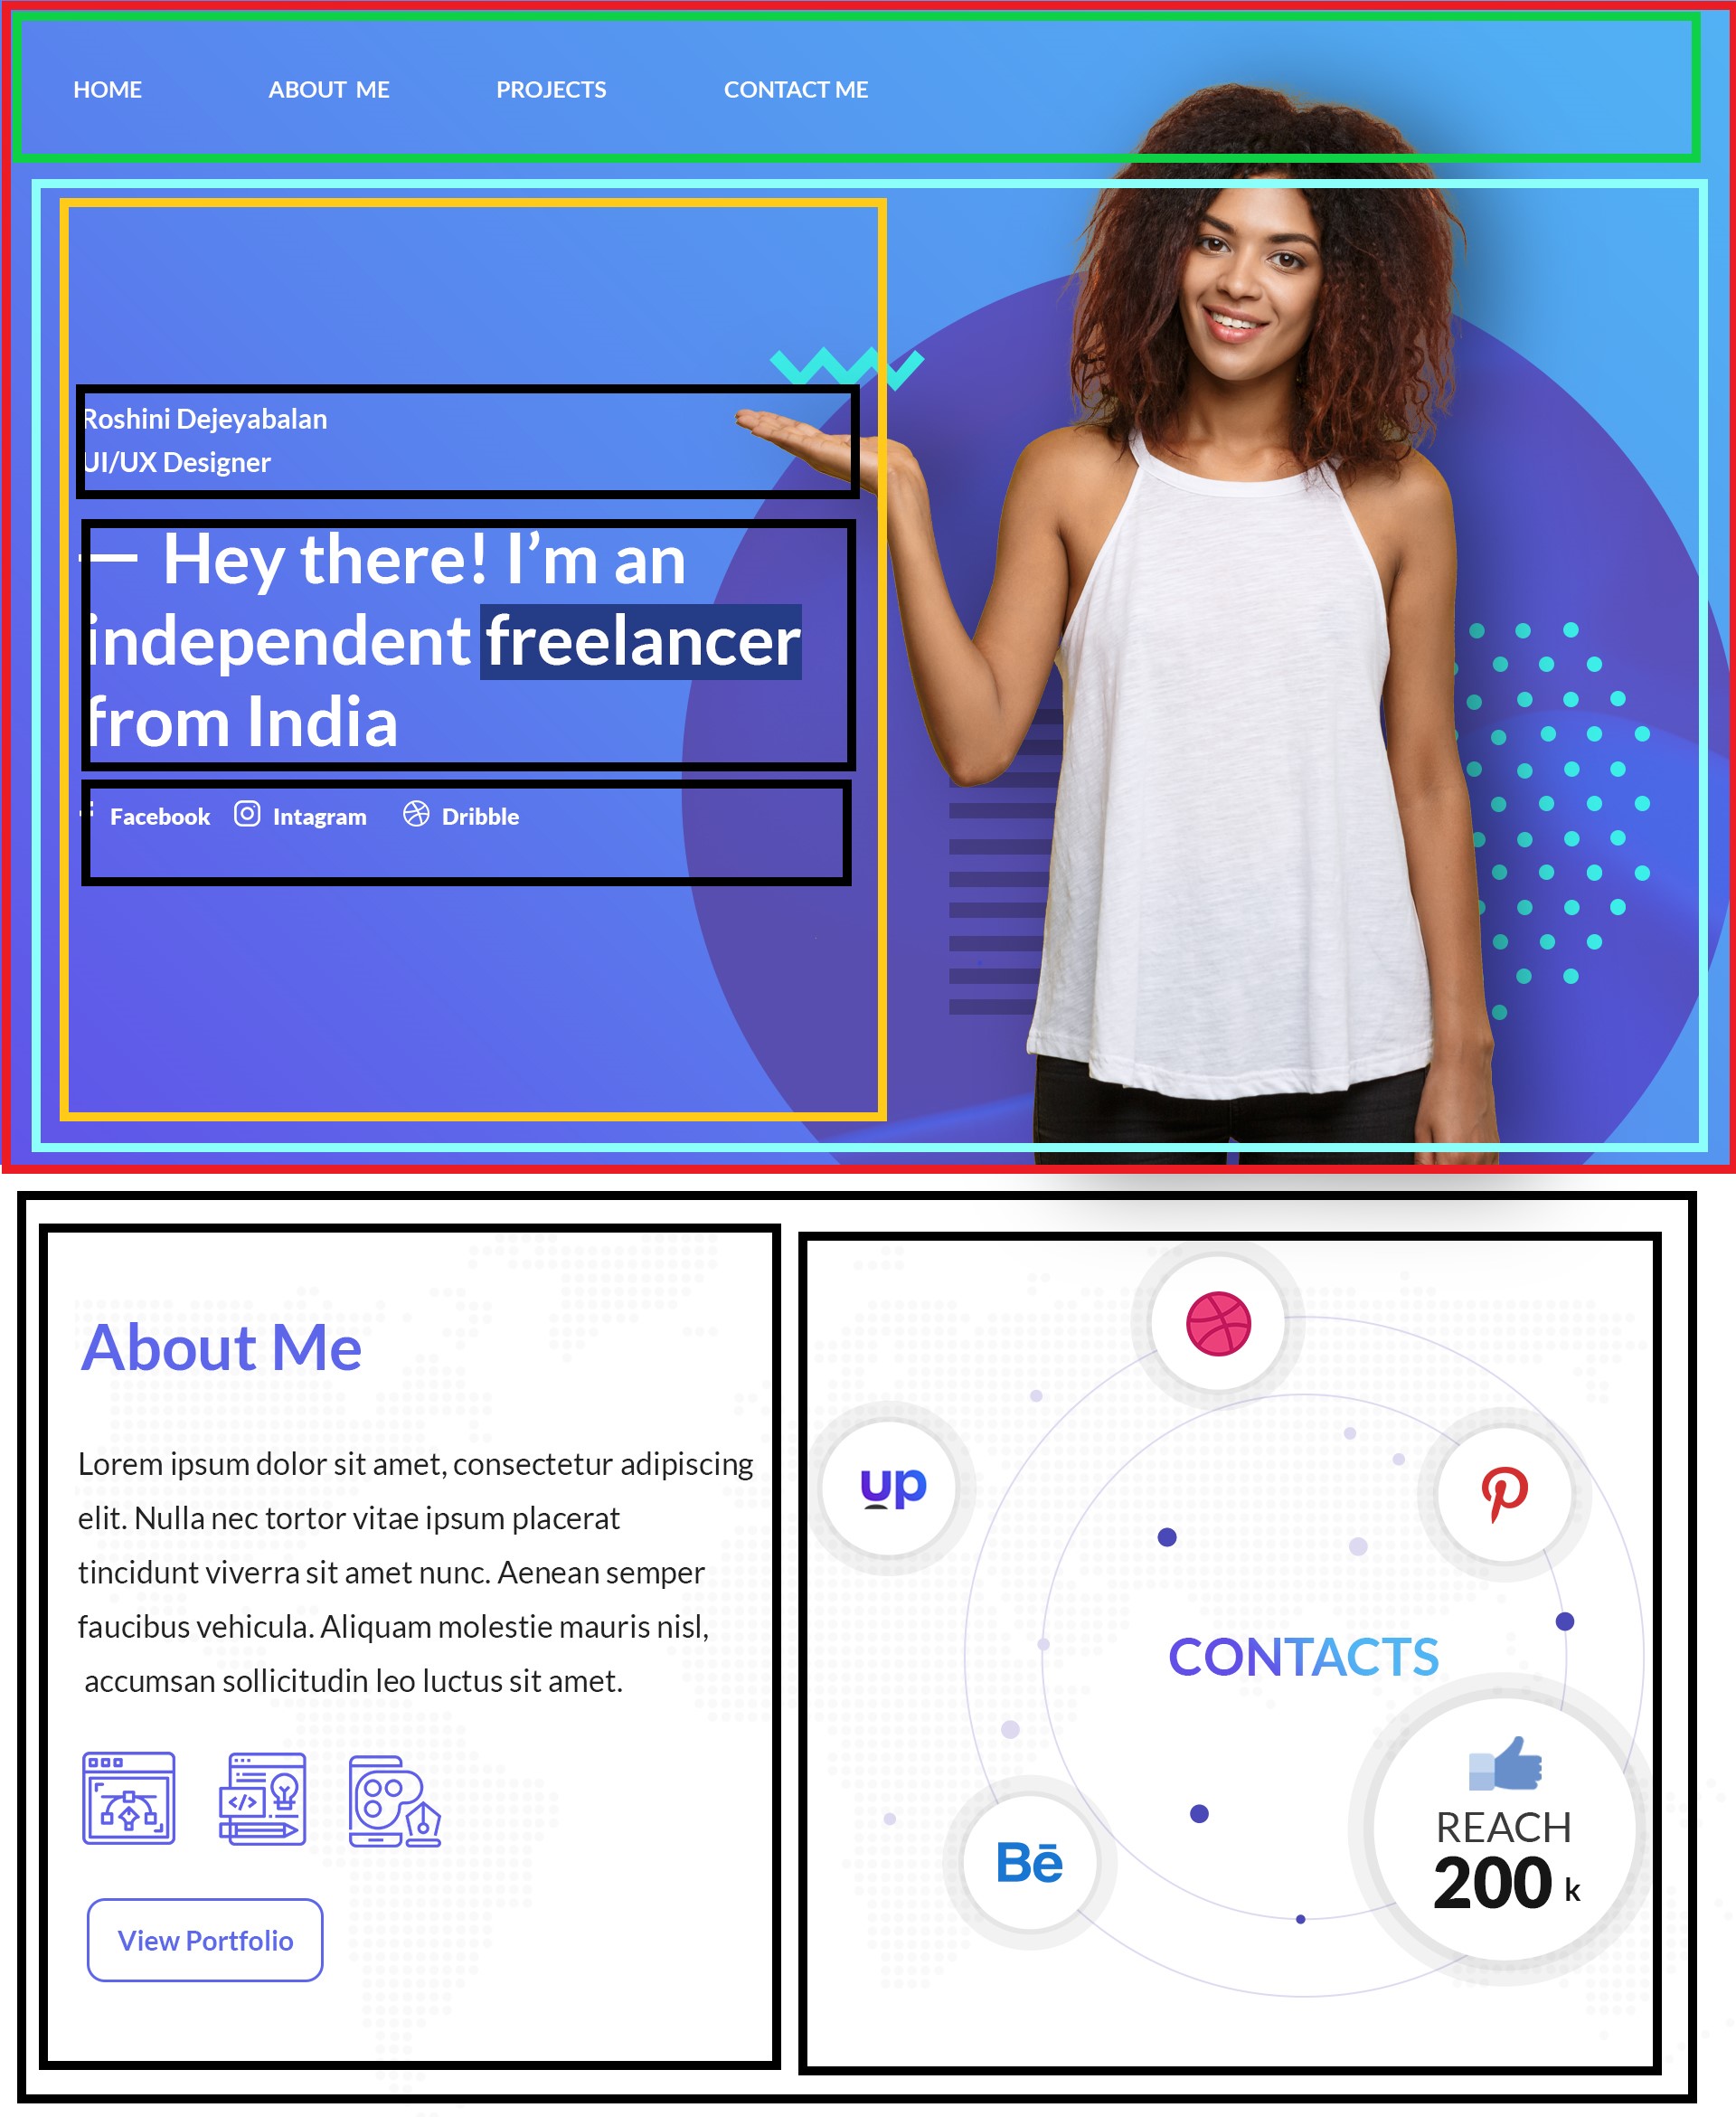 HOME ABOUT ME PROJECTS CONTACT ME
Roshini Dejeyabalan
UI/UX Designer
— Hey there! I’m an
independent freelancer
from India
f Facebook Intagram Dribble
About Me
Lorem ipsum dolor sit amet, consectetur adipiscing
elit. Nulla nec tortor vitae ipsum placerat
tincidunt viverra sit amet nunc. Aenean semper
faucibus vehicula. Aliquam molestie mauris nisl,
accumsan sollicitudin leo luctus sit amet.
</>
View Portfolio
up
CONTACTS
Bē
REACH
200 k